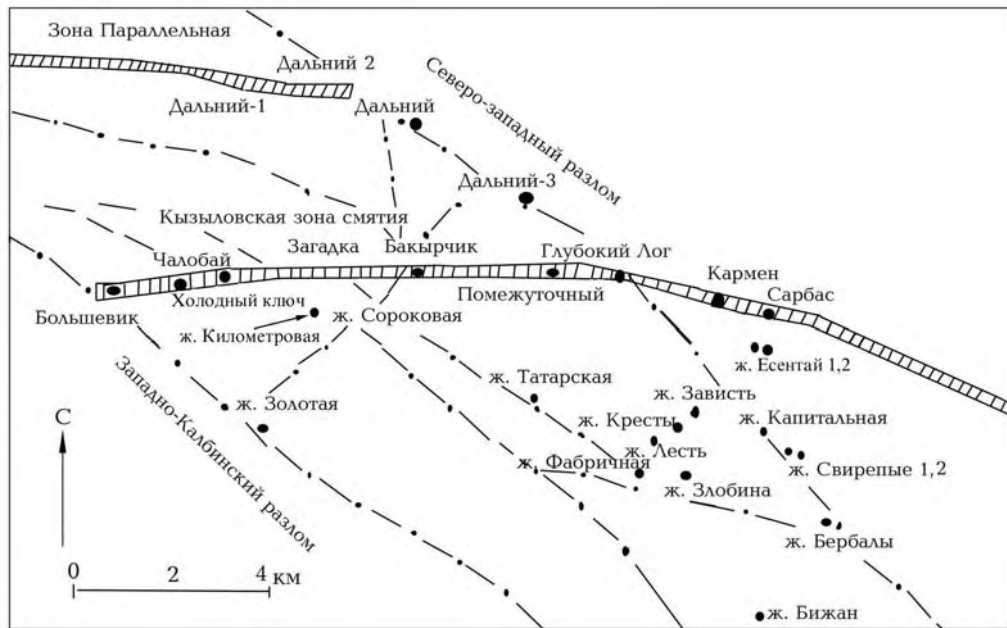 Зона Параллельная
Дальний 2
Северо-западный разлом
Дальний-1
Дальний
Дальний-3
Кызыловская зона смятия
Загадка
Бакырчик
Глубокий Лог
Чалобай
Кармен
Сарбас
Холодный ключ
Помежуточный
Большевик
ж. Сороковая
ж. Километровая
ж. Есентай 1,2
Западно-Калбинский разлом
ж. Татарская
ж. Зависть
ж. Золотая
ж. Кресты
ж. Капитальная
С
ж. Лесть
ж. Фабричная
ж. Свирепые 1,2
ж. Злобина
ж. Бербалы
0 2 4 км
ж. Бижан